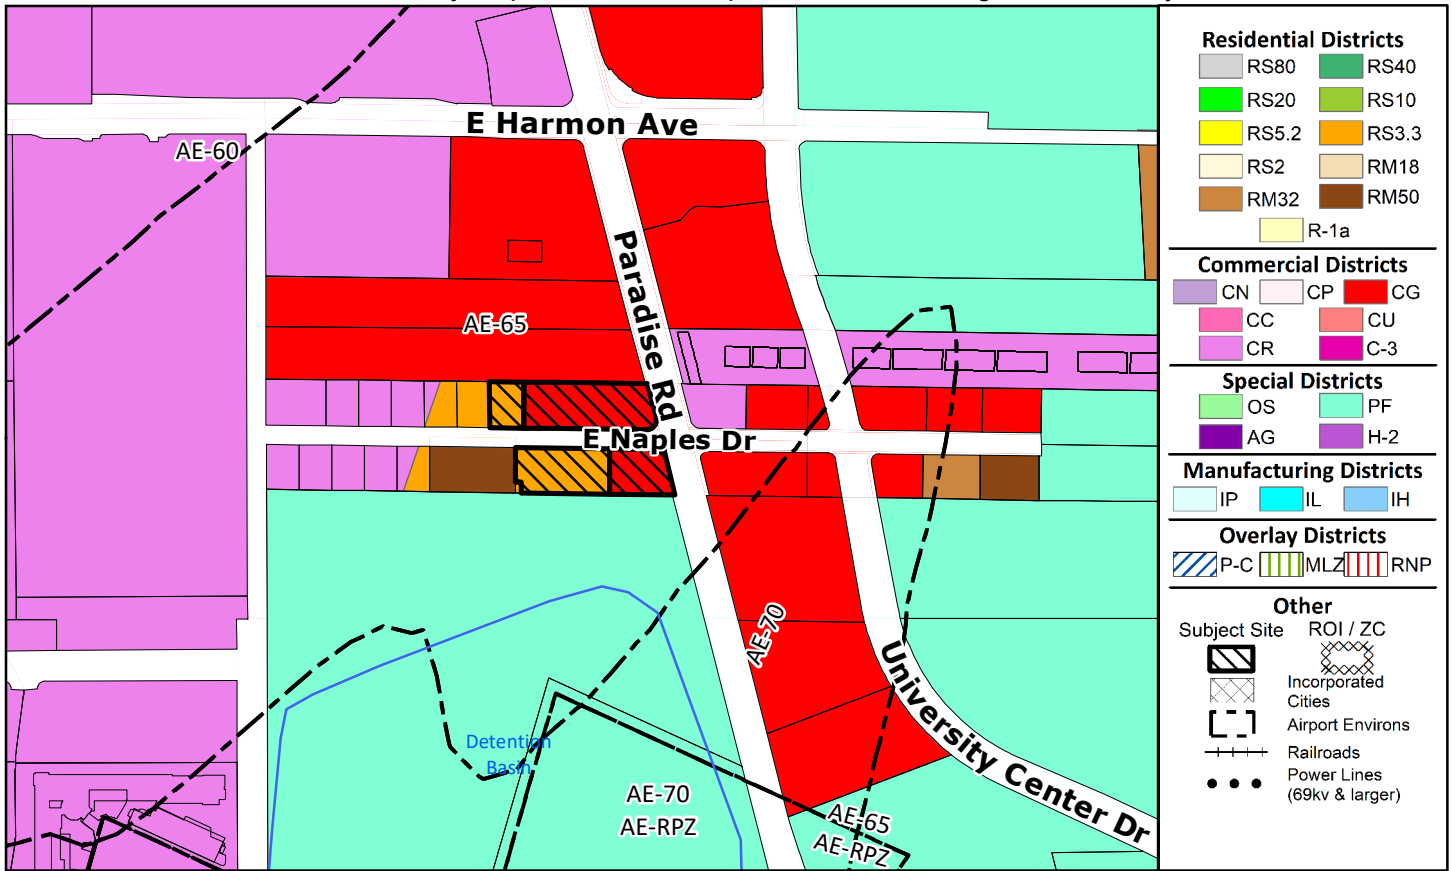 E Harmon Ave
AE-60
Paradise Rd
AE-65
E Naples Dr
AE-70
University Center Dr
Detention
Basin
AE-70
AE-RPZ
AE-65
AE-RPZ
Residential Districts
RS80 RS40
RS20 RS10
RS5.2 RS3.3
RS2 RM18
RM32 RM50
R-1a
Commercial Districts
CN CP CG
CC CU
CR C-3
Special Districts
OS PF
AG H-2
Manufacturing Districts
IP IL IH
Overlay Districts
P-C MLZ RNP
Other
Subject Site ROI / ZC
Incorporated
Cities
Airport Environs
Railroads
Power Lines
(69kv & larger)